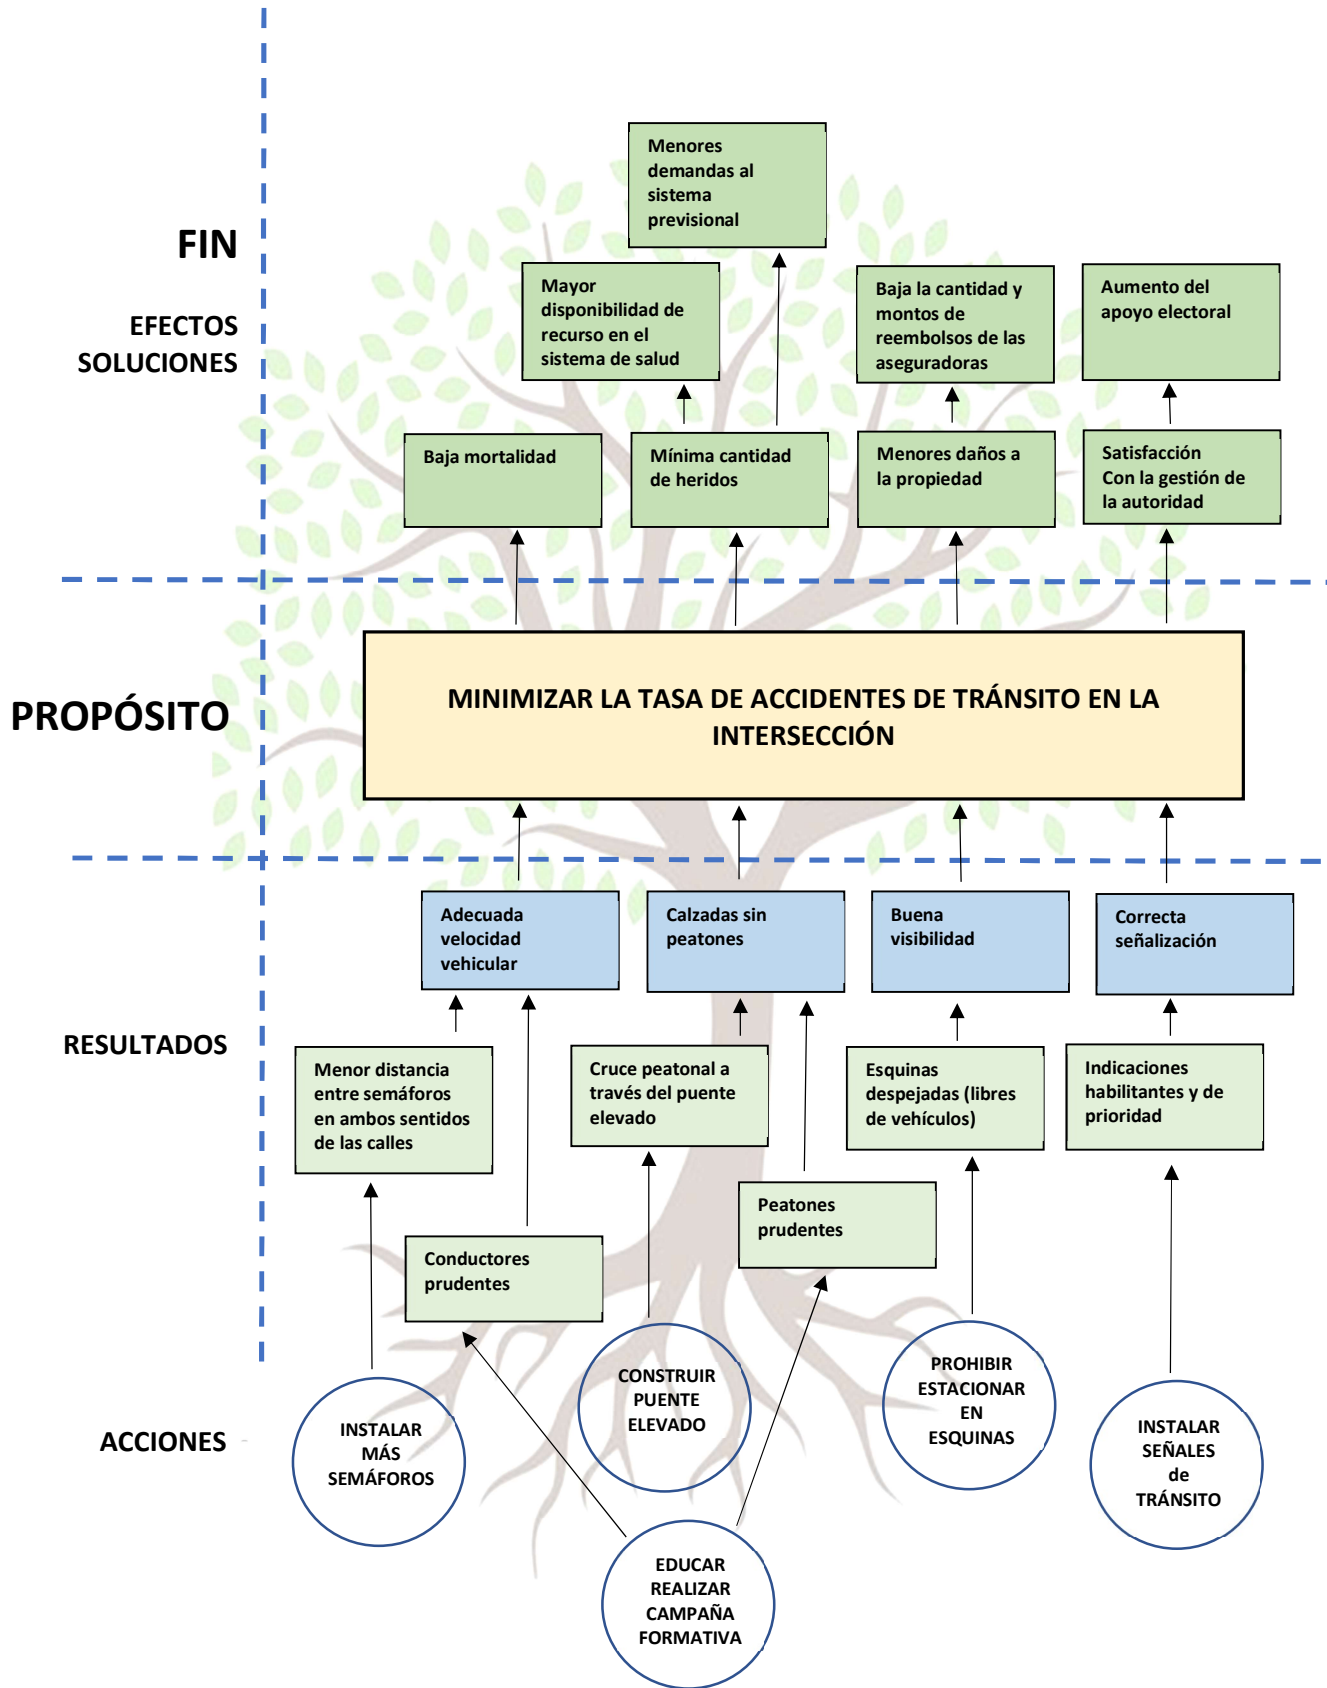 Menores
demandas al
sistema
previsional
FIN
EFECTOS
SOLUCIONES
Mayor
disponibilidad de
recurso en el
sistema de salud
Baja la cantidad y
montos de
reembolsos de las
aseguradoras
Aumento del
apoyo electoral
Baja mortalidad
Mínima cantidad
de heridos
Menores daños a
la propiedad
Satisfacción
Con la gestión de
la autoridad
PROPÓSITO
MINIMIZAR LA TASA DE ACCIDENTES DE TRÁNSITO EN LA
INTERSECCIÓN
Adecuada
velocidad
vehicular
Calzadas sin
peatones
Buena
visibilidad
Correcta
señalización
RESULTADOS
Menor distancia
entre semáforos
en ambos sentidos
de las calles
Cruce peatonal a
través del puente
elevado
Esquinas
despejadas (libres
de vehículos)
Indicaciones
habilitantes y de
prioridad
Conductores
prudentes
Peatones
prudentes
ACCIONES
INSTALAR
MÁS
SEMÁFOROS
CONSTRUIR
PUENTE
ELEVADO
PROHIBIR
ESTACIONAR
EN
ESQUINAS
INSTALAR
SEÑALES
de
TRÁNSITO
EDUCAR
REALIZAR
CAMPAÑA
FORMATIVA